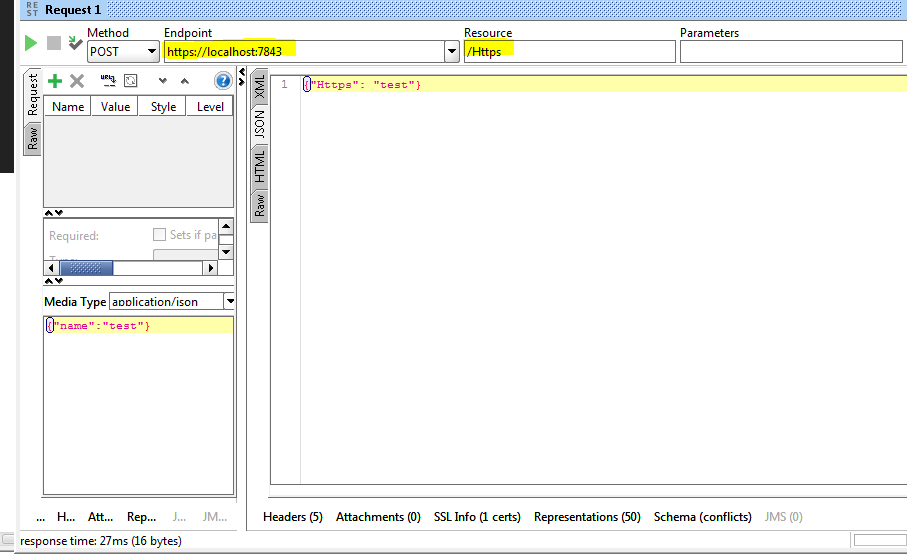 REST Request 1
Method Endpoint Resource Parameters
POST https://localhost:7843 /Https
Request
Raw
Name Value Style Level
Required: Sets if pa
Media Type application/json
{"name":"test"}
XML
JSON
HTML
Raw
1 {"Https": "test"}
... H... Att... Rep... J... JM...
Headers (5) Attachments (0) SSL Info (1 certs) Representations (50) Schema (conflicts) JMS (0)
response time: 27ms (16 bytes)